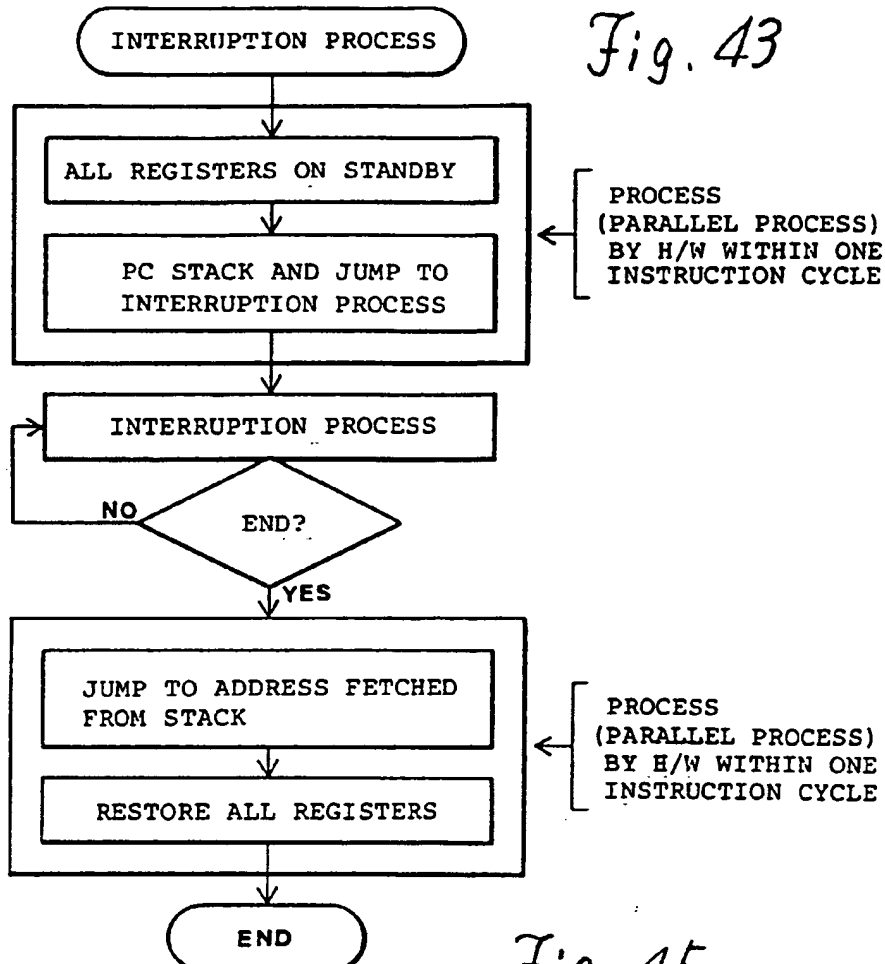 INTERRUPTION PROCESS
Fig. 43
ALL REGISTERS ON STANDBY
PC STACK AND JUMP TO
INTERRUPTION PROCESS
PROCESS
(PARALLEL PROCESS)
BY H/W WITHIN ONE
INSTRUCTION CYCLE
INTERRUPTION PROCESS
NO
END?
YES
JUMP TO ADDRESS FETCHED
FROM STACK
RESTORE ALL REGISTERS
PROCESS
(PARALLEL PROCESS)
BY H/W WITHIN ONE
INSTRUCTION CYCLE
END
Fig. 45